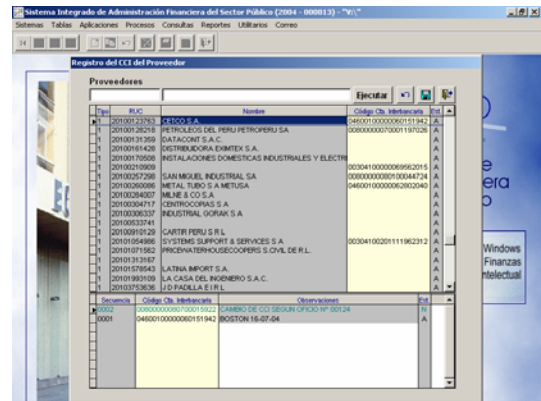 Sistema Integrado de Administración Financiera del Sector Público (2004 - 000013) - "V:\"
Sistemas Tablas Aplicaciones Procesos Consultas Reportes Utilitarios Correo
Registro del CCI del Proveedor
Proveedores
Ejecutar
Tipo RUC Nombre Código Cta. Interbancaria Est.
1 20100123763 CETCO S.A. 04600100000060151942 A
1 20100128218 PETROLEOS DEL PERU PETROPERU SA 00800000070001197026 A
1 20100131359 DATACONT S.A.C. A
1 20100161428 DISTRIBUIDORA EXIMTEX S.A. A
1 20100170508 INSTALACIONES DOMESTICAS INDUSTRIALES Y ELECTRI A
1 20100210909 00304100000069562015 A
1 20100257298 SAN MIGUEL INDUSTRIAL SA 00800000080100044724 A
1 20100260086 METAL TUBO S A METUSA 04600100000062802040 A
1 20100264007 MILNE & CO S.A A
1 20100304717 CENTROCOPIAS S A A
1 20100306337 INDUSTRIAL GORAK S A A
1 20100533741 A
1 20100910129 CARTIR PERU S R L A
1 20101054986 SYSTEMS SUPPORT & SERVICES S A 00304100201111962312 A
1 20101071562 PRICEWATERHOUSECOOPERS S.CIVIL DE R.L. A
1 20101313167 A
1 20101578543 LATINA IMPORT S.A. A
1 20101993109 LA CASA DEL INGENIERO S.A.C. A
1 20103753636 J D PADILLA E I R L A
Secuencia Código Cta. Interbancaria Observaciones Est.
0002 00800000080700015922 CAMBIO DE CCI SEGUN OFICIO Nº 00124 N
0001 04600100000060151942 BOSTON 16-07-04 A
era
Windows
Finanzas
ntelectual